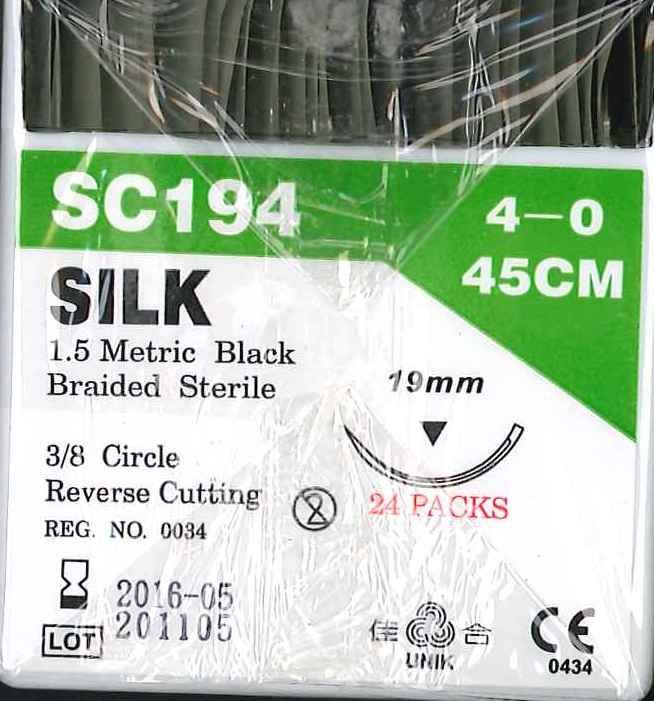 SC194
4-0
45CM
SILK
1.5 Metric Black
Braided Sterile
19mm
3/8 Circle
Reverse Cutting
24 PACKS
2
REG. NO. 0034
2016-05
LOT 201105
佳 合
UNIK
CE
0434